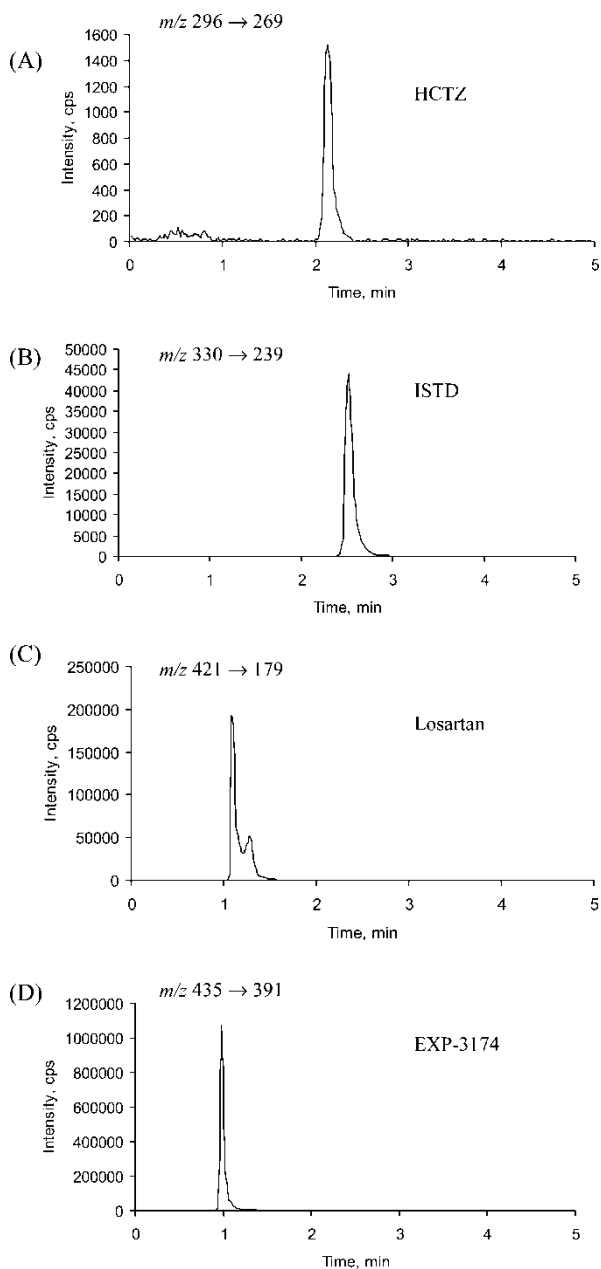 (A)
m/z 296 → 269
HCTZ
Intensity, cps
1600
1400
1200
1000
800
600
400
200
0
0 1 2 3 4 5
Time, min
(B)
m/z 330 → 239
ISTD
Intensity, cps
50000
45000
40000
35000
30000
25000
20000
15000
10000
5000
0
0 1 2 3 4 5
Time, min
(C)
m/z 421 → 179
Losartan
Intensity, cps
250000
200000
150000
100000
50000
0
0 1 2 3 4 5
Time, min
(D)
m/z 435 → 391
EXP-3174
Intensity, cps
1200000
1000000
800000
600000
400000
200000
0
0 1 2 3 4 5
Time, min